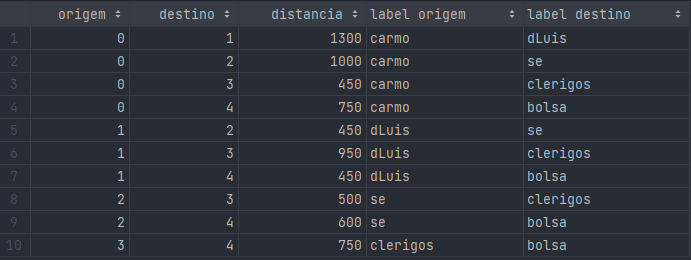 origem destino distancia label origem label destino
1 0 1 1300 carmo dLuis
2 0 2 1000 carmo se
3 0 3 450 carmo clerigos
4 0 4 750 carmo bolsa
5 1 2 450 dLuis se
6 1 3 950 dLuis clerigos
7 1 4 450 dLuis bolsa
8 2 3 500 se clerigos
9 2 4 600 se bolsa
10 3 4 750 clerigos bolsa